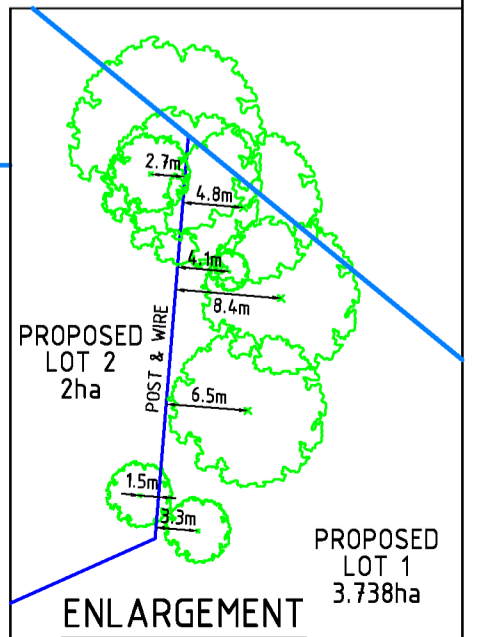 2.7m
4.8m
4.1m
8.4m
PROPOSED
LOT 2
2ha
POST & WIRE
6.5m
1.5m
3.3m
PROPOSED
LOT 1
3.738ha
ENLARGEMENT